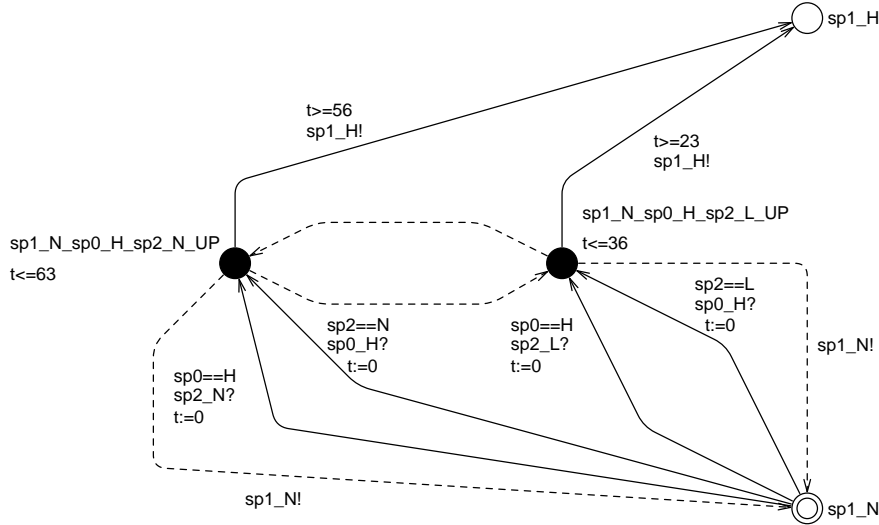 sp1_H
t>=56
sp1_H!
t>=23
sp1_H!
sp1_N_sp0_H_sp2_L_UP
t<=36
sp1_N_sp0_H_sp2_N_UP
t<=63
sp2==L
sp0_H?
t:=0
sp2==N
sp0_H?
t:=0
sp0==H
sp2_L?
t:=0
sp1_N!
sp0==H
sp2_N?
t:=0
sp1_N!
sp1_N